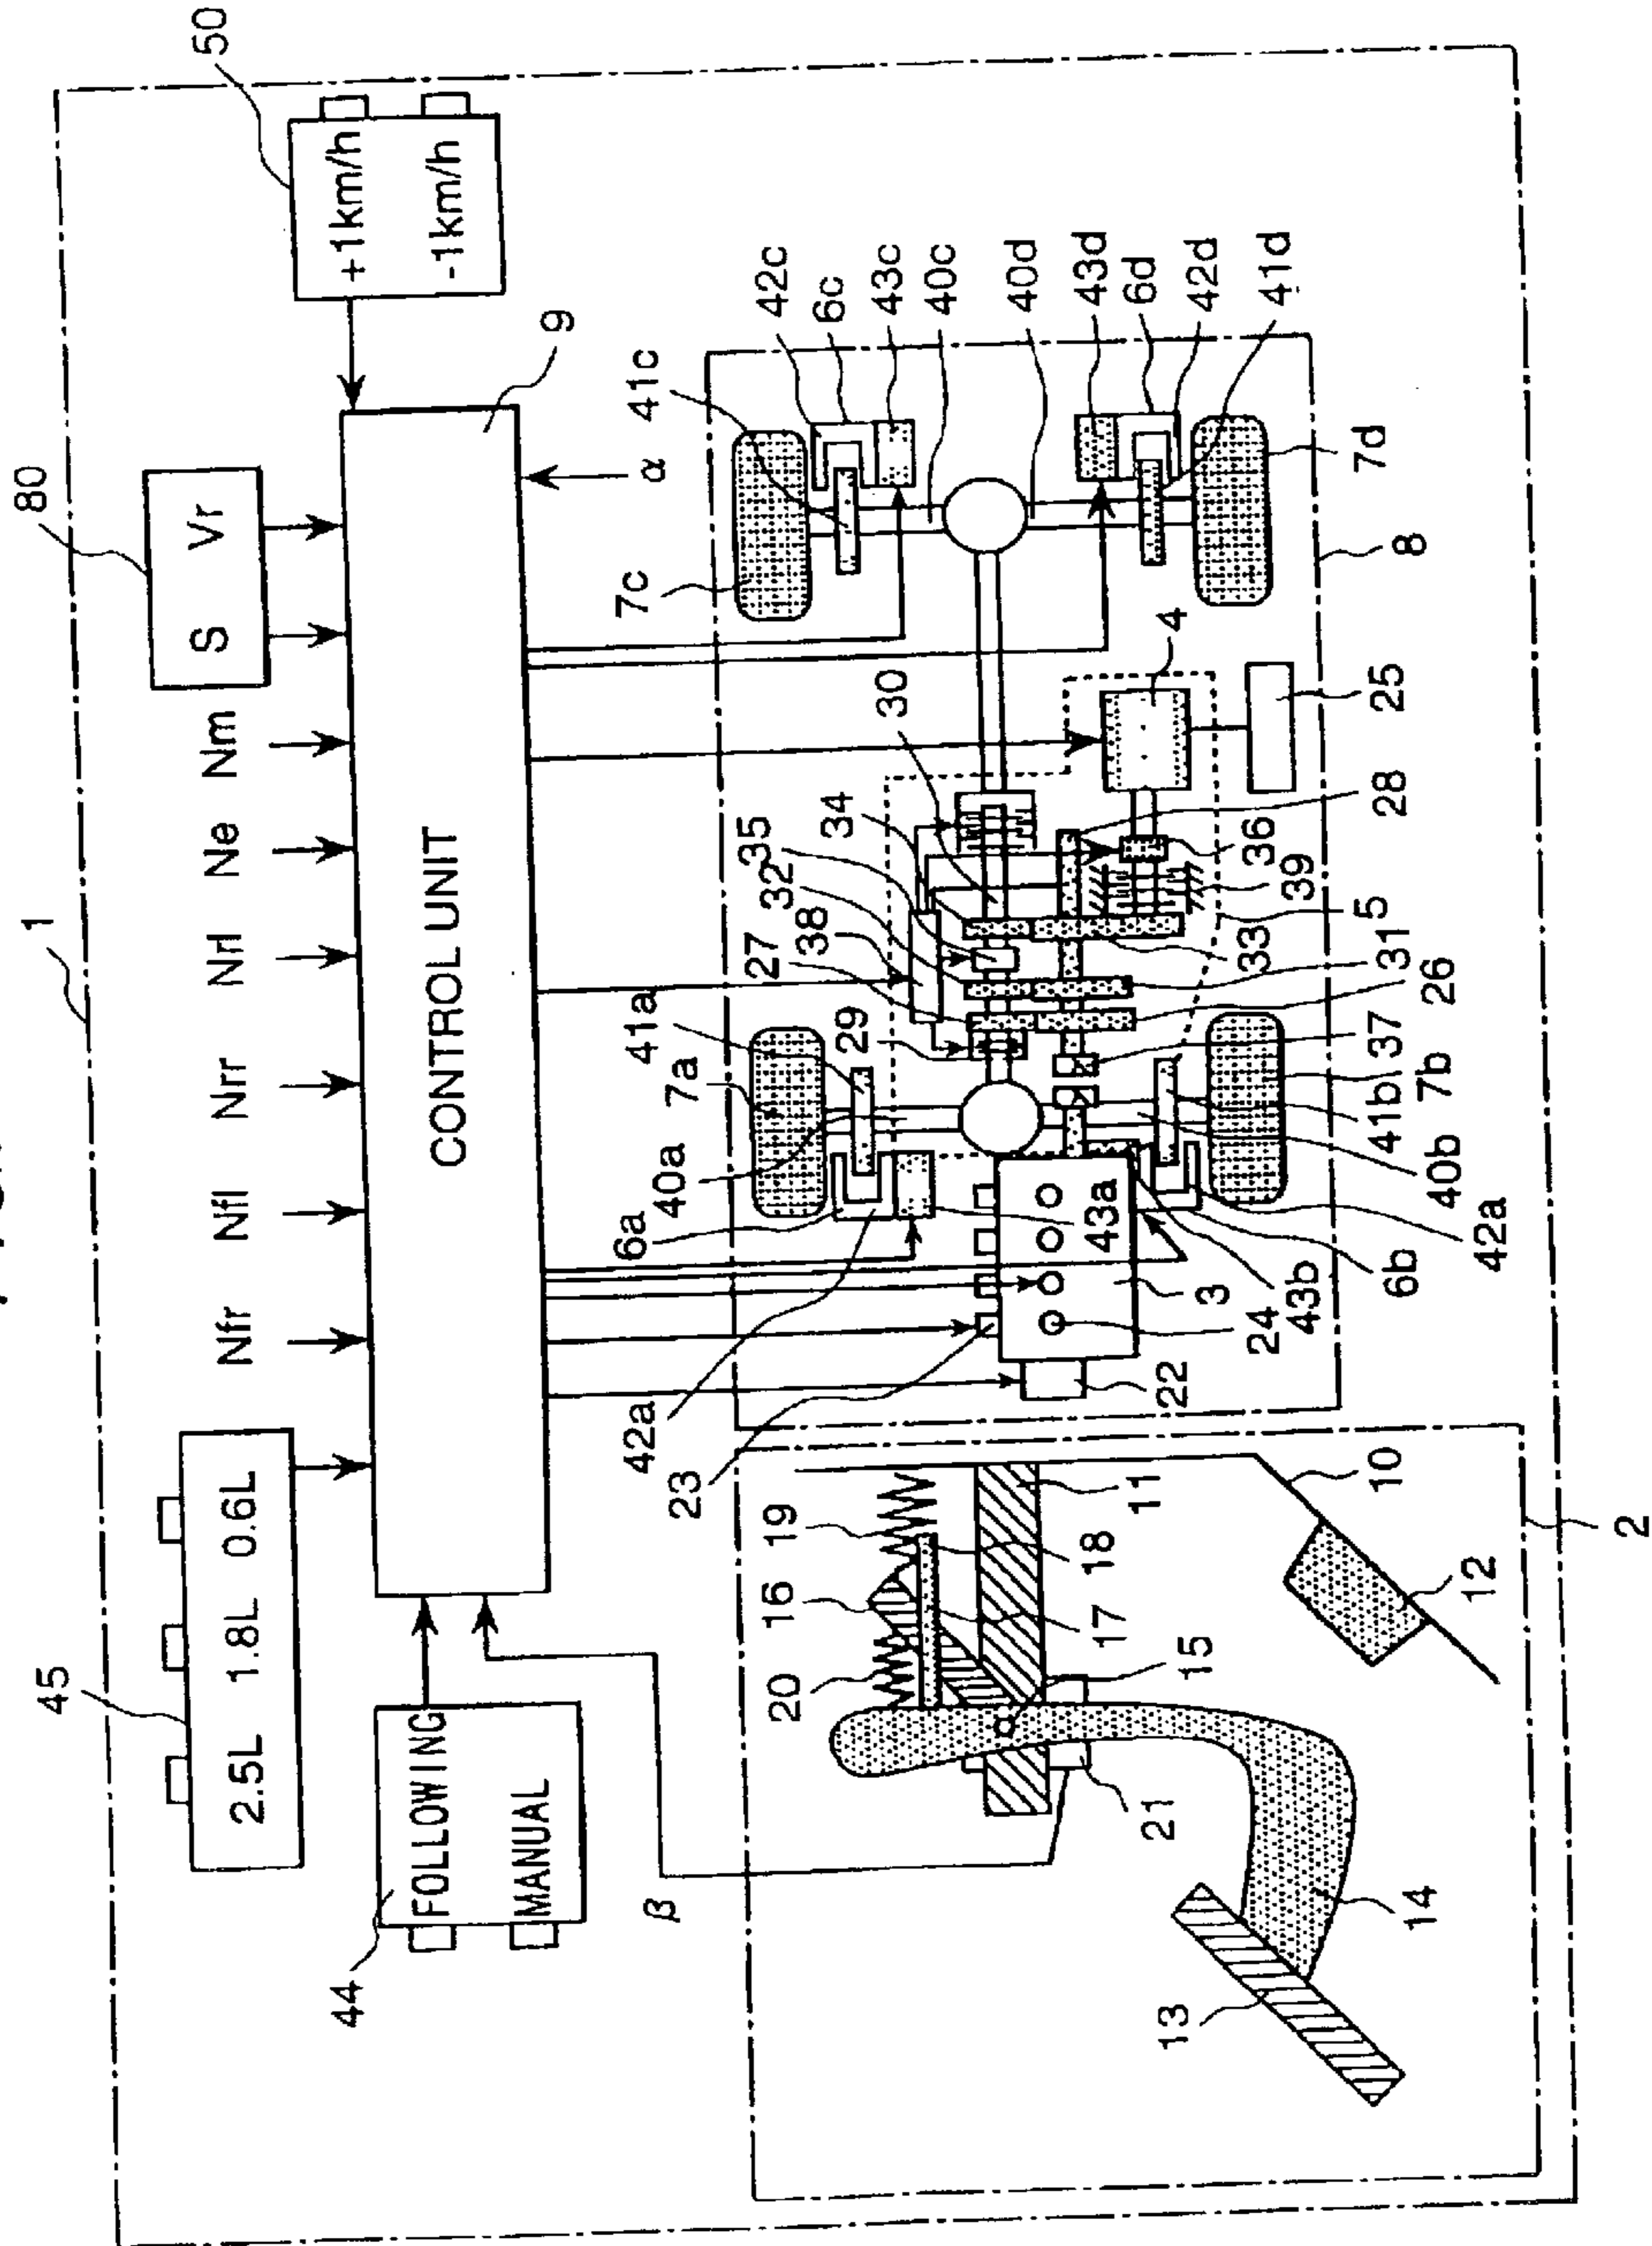 1
45
2.5L 1.8L 0.6L
Nfr Nfl Nrr Nrl Ne Nm
80
S Vr
50
+1km/h
-1km/h
44
FOLLOWING
MANUAL
CONTROL UNIT
9
α
β
42a
23
6a
40a
7a
41a
29
27
38
32
35
34
30
7c
41c
42c
6c
43c
40c
40d
43d
6d
42d
41d
7d
8
4
25
28
36
39
5
33
31
26
37
7b
41b
40b
42a
6b
43b
43a
3
24
22
20
16
19
18
11
17
15
21
10
12
2
14
13